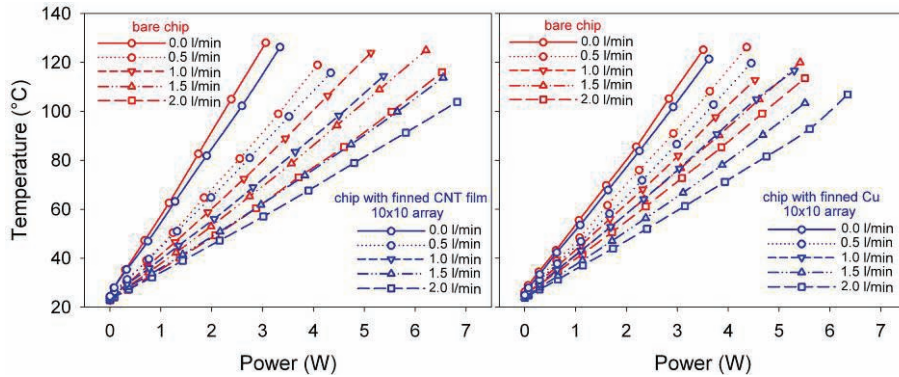 Temperature (°C)
140
120
100
80
60
40
20
bare chip
0.0 l/min
0.5 l/min
1.0 l/min
1.5 l/min
2.0 l/min
chip with finned CNT film
10x10 array
0.0 l/min
0.5 l/min
1.0 l/min
1.5 l/min
2.0 l/min
0 1 2 3 4 5 6 7
Power (W)
bare chip
0.0 l/min
0.5 l/min
1.0 l/min
1.5 l/min
2.0 l/min
chip with finned Cu
10x10 array
0.0 l/min
0.5 l/min
1.0 l/min
1.5 l/min
2.0 l/min
0 1 2 3 4 5 6 7
Power (W)